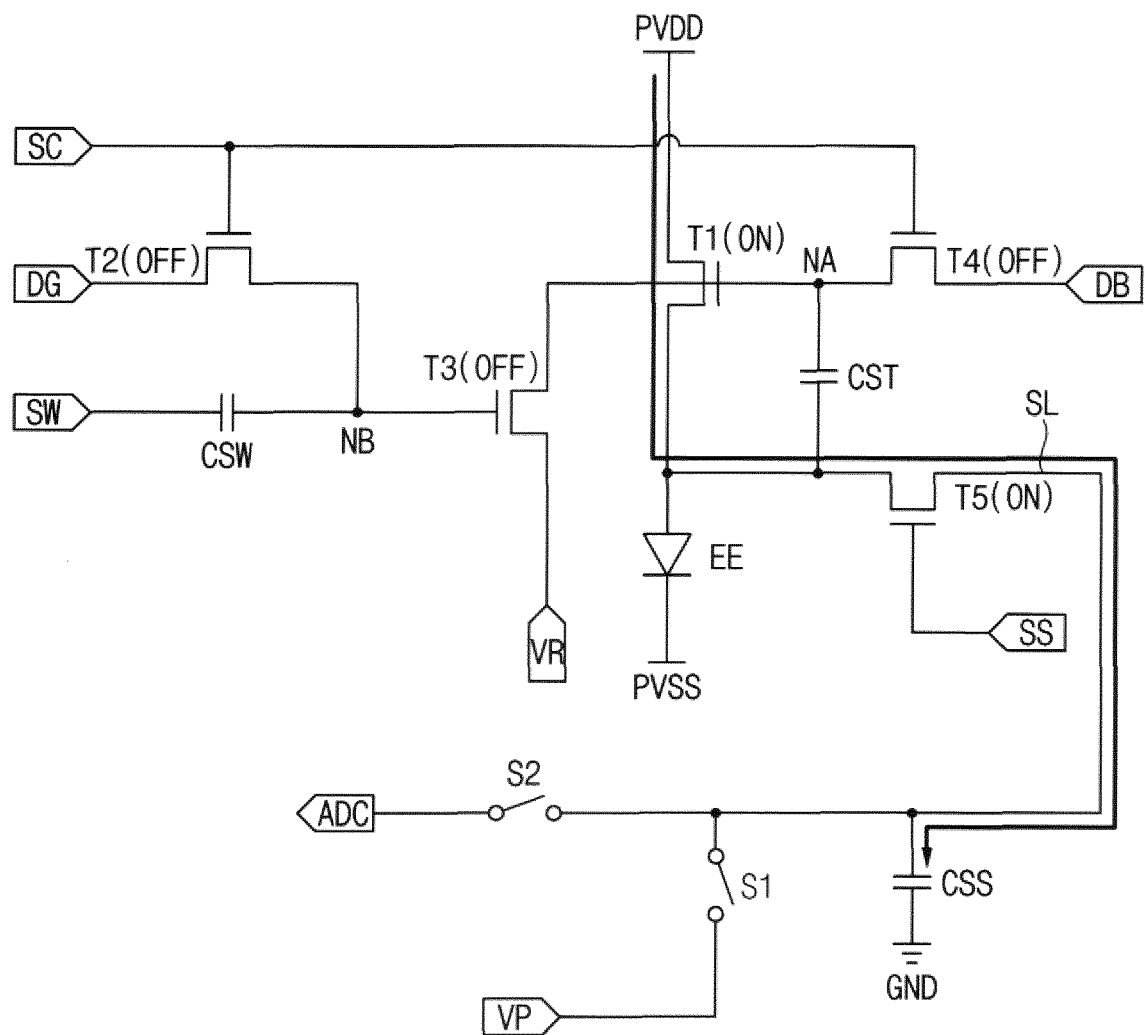 PVDD
SC
T1(ON)
T2(OFF)
NA
T4(OFF)
DG
DB
T3(OFF)
CST
SW
SL
CSW
NB
T5(ON)
EE
SS
VR
PVSS
S2
ADC
S1
CSS
GND
VP